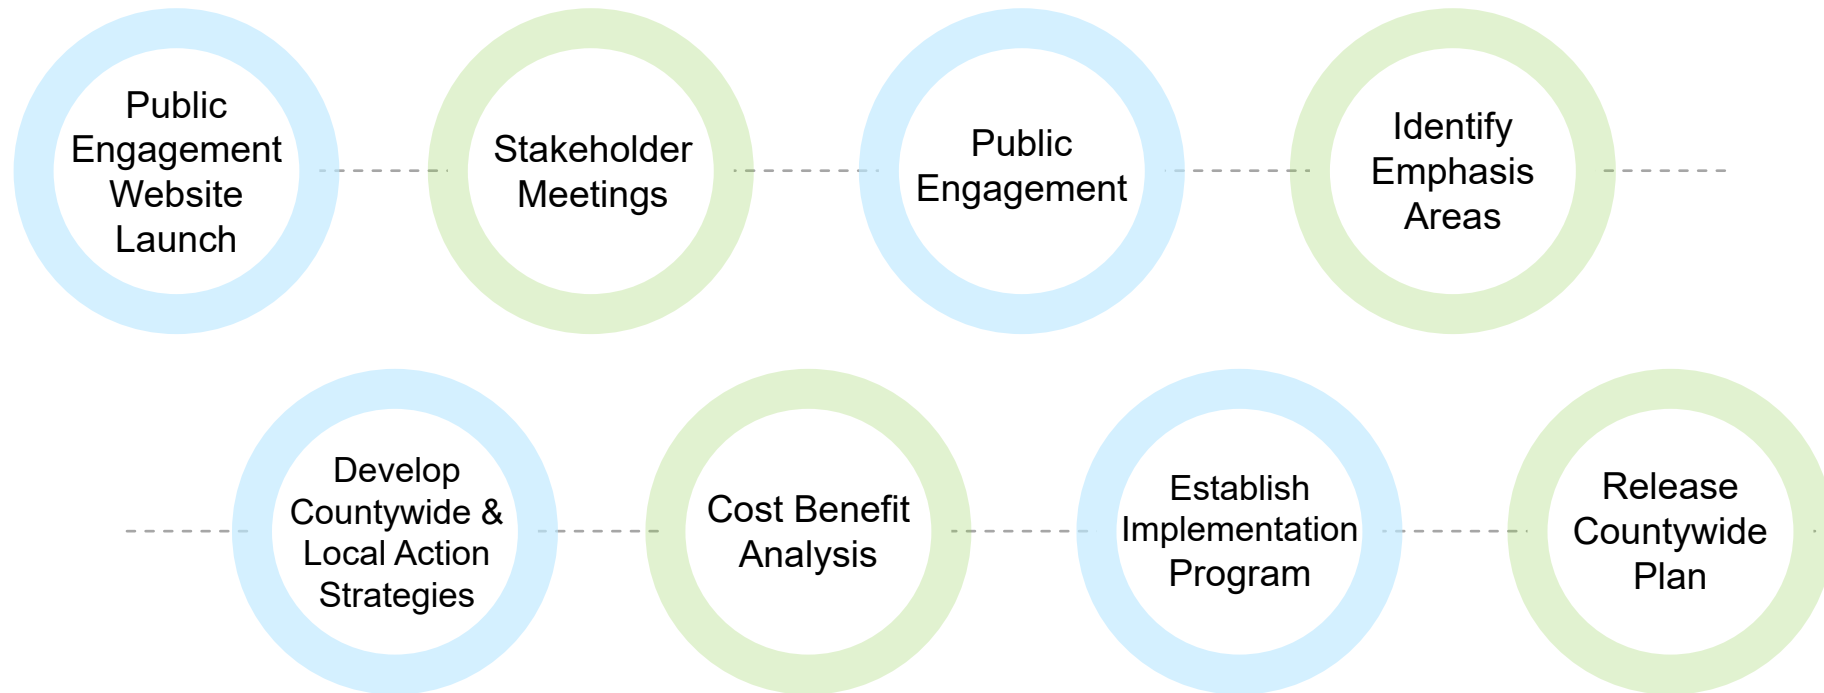 Public
Engagement
Website
Launch
Stakeholder
Meetings
Public
Engagement
Identify
Emphasis
Areas
Develop
Countywide &
Local Action
Strategies
Cost Benefit
Analysis
Establish
Implementation
Program
Release
Countywide
Plan